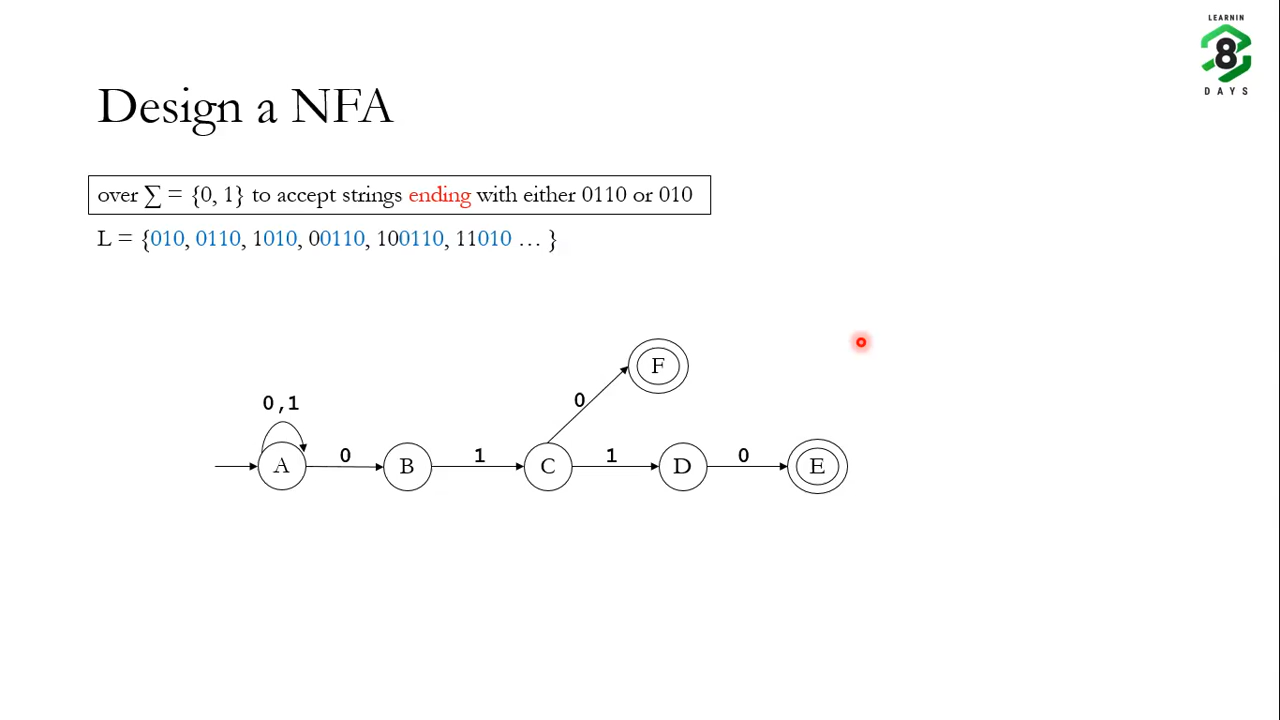 LEARNIN
8
DAYS
Design a NFA
over ∑ = {0, 1} to accept strings ending with either 0110 or 010
L = {010, 0110, 1010, 00110, 100110, 11010 … }
F
0,1
0
0
1
1
0
A
B
C
D
E